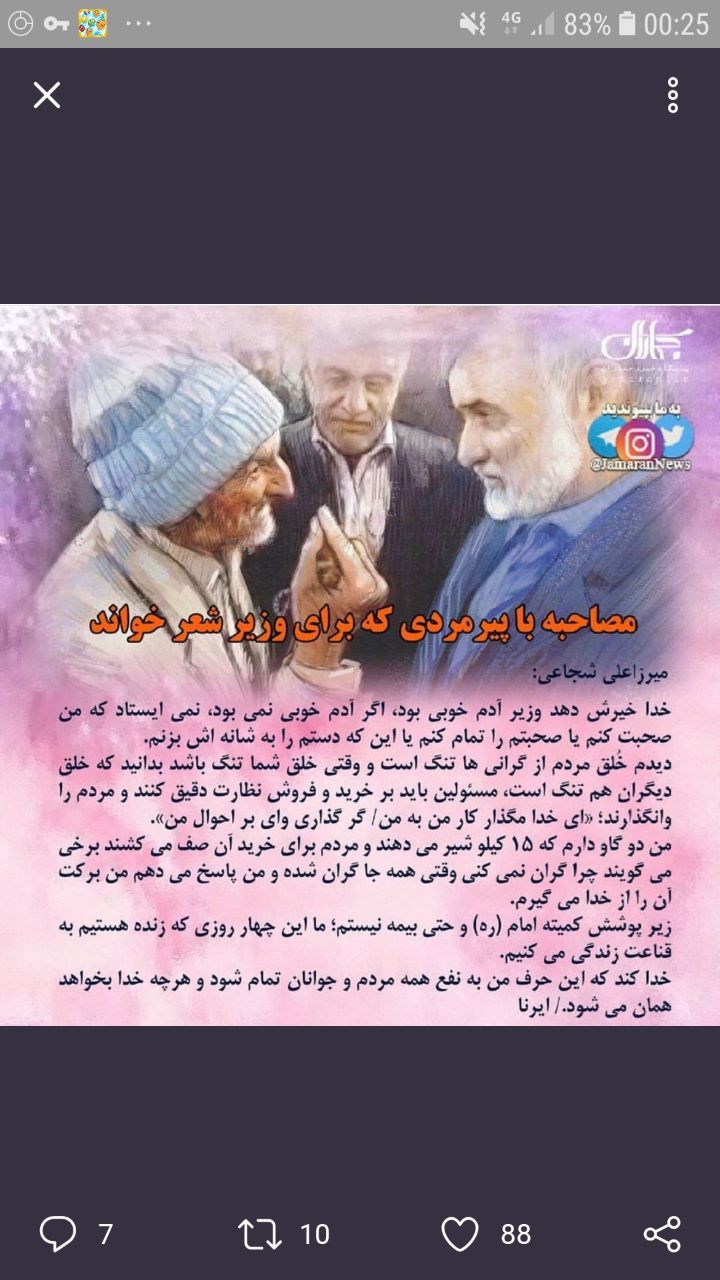 4G 83% 00:25
جماران
به ما بپیوندید
@JamaranNews
مصاحبه با پیرمردی که برای وزیر شعر خواند
میرزاعلی شجاعی:
خدا خیرش دهد وزیر آدم خوبی بود، اگر آدم خوبی نمی بود، نمی ایستاد که من
صحبت کنم یا صحبتم را تمام کنم یا این که دستم را به شانه اش بزنم.
دیدم خُلق مردم از گرانی ها تنگ است و وقتی خلق شما تنگ باشد بدانید که خلق
دیگران هم تنگ است، مسئولین باید بر خرید و فروش نظارت دقیق کنند و مردم را
وانگذارند؛ «ای خدا مگذار کار من به من/ گر گذاری وای بر احوال من».
من دو گاو دارم که ۱۵ کیلو شیر می دهند و مردم برای خرید آن صف می کشند برخی
می گویند چرا گران نمی کنی وقتی همه جا گران شده و من پاسخ می دهم من برکت
آن را از خدا می گیرم.
زیر پوشش کمیته امام (ره) و حتی بیمه نیستم؛ ما این چهار روزی که زنده هستیم به
قناعت زندگی می کنیم.
خدا کند که این حرف من به نفع همه مردم و جوانان تمام شود و هرچه خدا بخواهد
همان می شود./ ایرنا
7 10 88